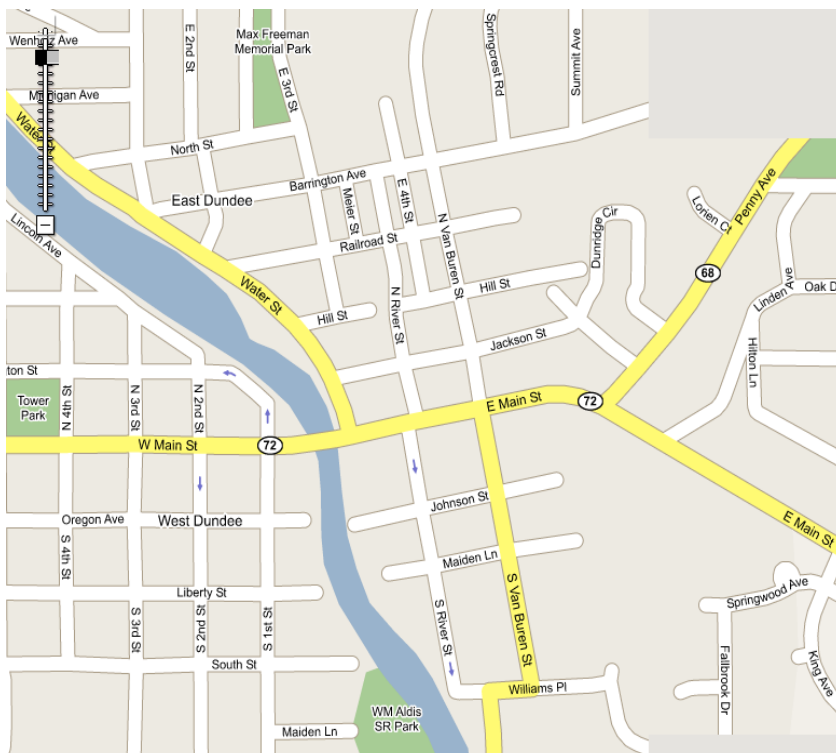 Wenholz Ave
E 2nd St
Max Freeman
Memorial Park
Springcrest Rd
Summit Ave
E 3rd St
Michigan Ave
Water St
North St
Barrington Ave
East Dundee
Meier St
E 4th St
N Van Buren St
Lincoln Ave
Railroad St
Dunridge Cir
Lorien Ct
Penny Ave
68
Water St
Hill St
Hill St
N River St
Linden Ave
Oak D
Jackson St
Hilton Ln
ton St
Tower
Park
N 4th St
N 3rd St
N 2nd St
E Main St
72
W Main St
72
Johnson St
E Main St
Oregon Ave
West Dundee
S 4th St
Maiden Ln
Liberty St
S 3rd St
S 2nd St
S 1st St
S River St
S Van Buren St
Springwood Ave
South St
Fallbrook Dr
King Ave
Williams Pl
WM Aldis
SR Park
Maiden Ln